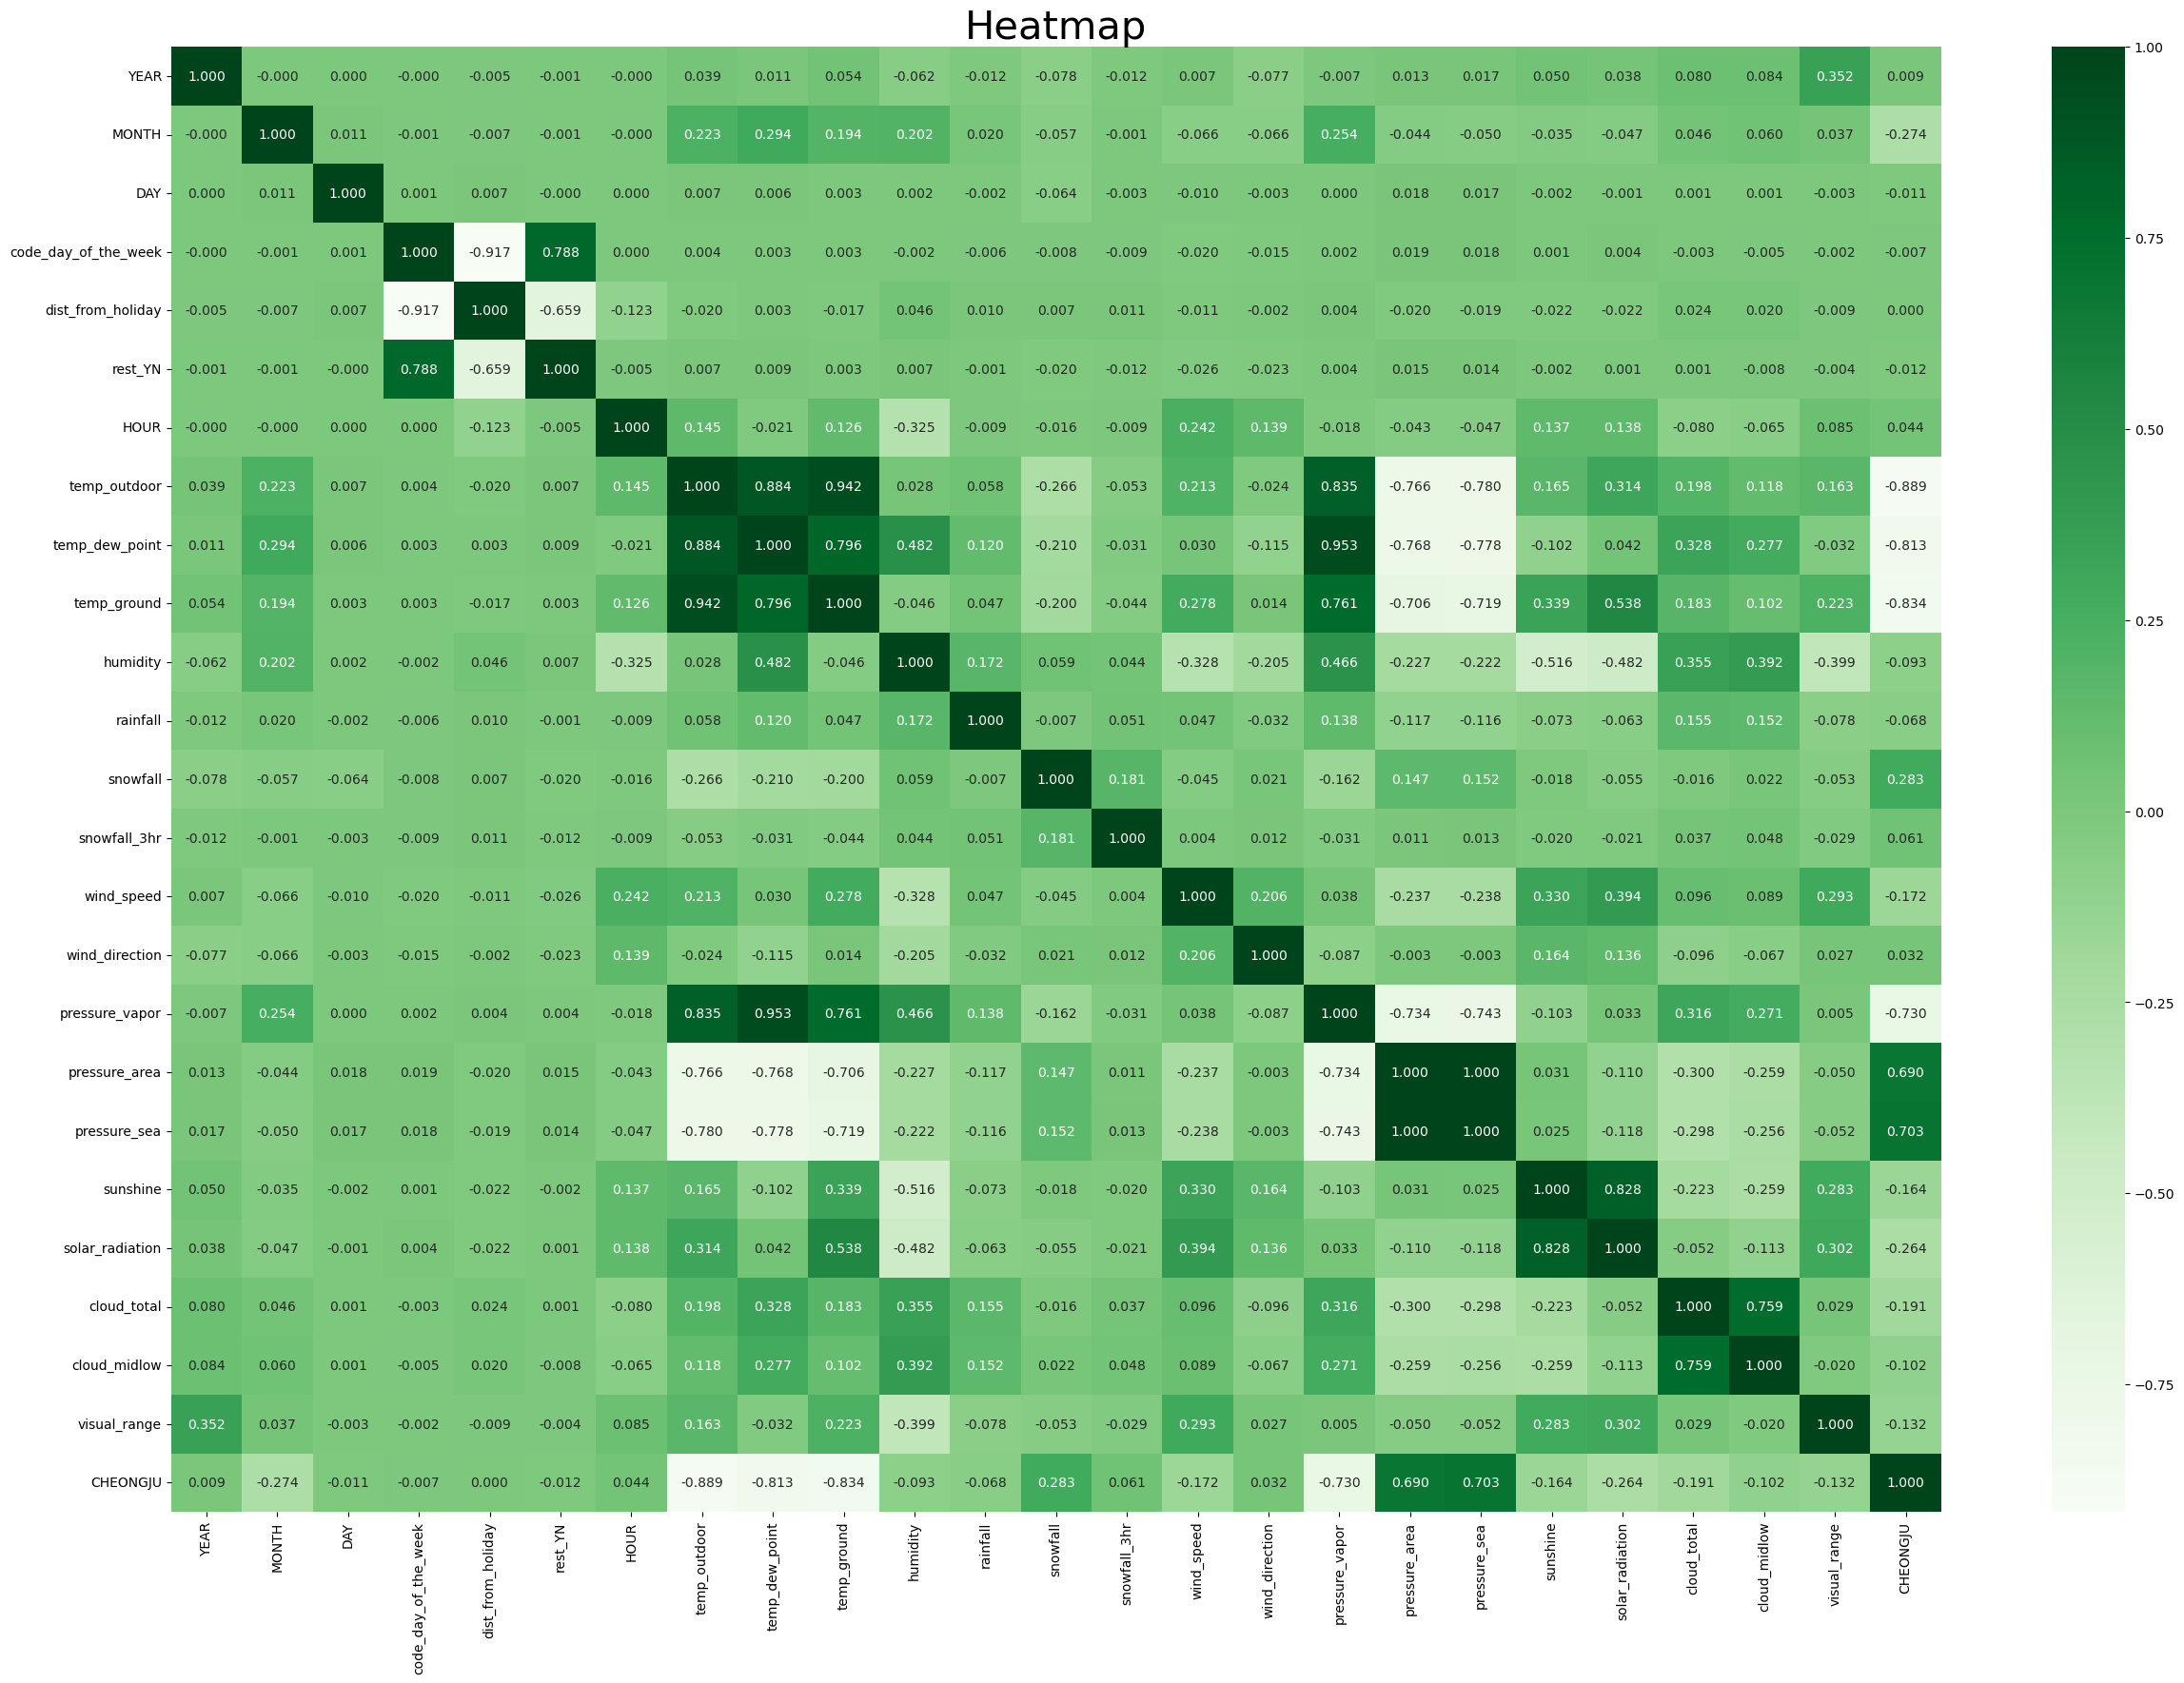 Heatmap
YEAR 1.000 -0.000 0.000 -0.000 -0.005 -0.001 -0.000 0.039 0.011 0.054 -0.062 -0.012 -0.078 -0.012 0.007 -0.077 -0.007 0.013 0.017 0.050 0.038 0.080 0.084 0.352 0.009
MONTH -0.000 1.000 0.011 -0.001 -0.007 -0.001 -0.000 0.223 0.294 0.194 0.202 0.020 -0.057 -0.001 -0.066 -0.066 0.254 -0.044 -0.050 -0.035 -0.047 0.046 0.060 0.037 -0.274
DAY 0.000 0.011 1.000 0.001 0.007 -0.000 0.000 0.007 0.006 0.003 0.002 -0.002 -0.064 -0.003 -0.010 -0.003 0.000 0.018 0.017 -0.002 -0.001 0.001 0.001 -0.003 -0.011
code_day_of_the_week -0.000 -0.001 0.001 1.000 -0.917 0.788 0.000 0.004 0.003 0.003 -0.002 -0.006 -0.008 -0.009 -0.020 -0.015 0.002 0.019 0.018 0.001 0.004 -0.003 -0.005 -0.002 -0.007
dist_from_holiday -0.005 -0.007 0.007 -0.917 1.000 -0.659 -0.123 -0.020 0.003 -0.017 0.046 0.010 0.007 0.011 -0.011 -0.002 0.004 -0.020 -0.019 -0.022 -0.022 0.024 0.020 -0.009 0.000
rest_YN -0.001 -0.001 -0.000 0.788 -0.659 1.000 -0.005 0.007 0.009 0.003 0.007 -0.001 -0.020 -0.012 -0.026 -0.023 0.004 0.015 0.014 -0.002 0.001 0.001 -0.008 -0.004 -0.012
HOUR -0.000 -0.000 0.000 0.000 -0.123 -0.005 1.000 0.145 -0.021 0.126 -0.325 -0.009 -0.016 -0.009 0.242 0.139 -0.018 -0.043 -0.047 0.137 0.138 -0.080 -0.065 0.085 0.044
temp_outdoor 0.039 0.223 0.007 0.004 -0.020 0.007 0.145 1.000 0.884 0.942 0.028 0.058 -0.266 -0.053 0.213 -0.024 0.835 -0.766 -0.780 0.165 0.314 0.198 0.118 0.163 -0.889
temp_dew_point 0.011 0.294 0.006 0.003 0.003 0.009 -0.021 0.884 1.000 0.796 0.482 0.120 -0.210 -0.031 0.030 -0.115 0.953 -0.768 -0.778 -0.102 0.042 0.328 0.277 -0.032 -0.813
temp_ground 0.054 0.194 0.003 0.003 -0.017 0.003 0.126 0.942 0.796 1.000 -0.046 0.047 -0.200 -0.044 0.278 0.014 0.761 -0.706 -0.719 0.339 0.538 0.183 0.102 0.223 -0.834
humidity -0.062 0.202 0.002 -0.002 0.046 0.007 -0.325 0.028 0.482 -0.046 1.000 0.172 0.059 0.044 -0.328 -0.205 0.466 -0.227 -0.222 -0.516 -0.482 0.355 0.392 -0.399 -0.093
rainfall -0.012 0.020 -0.002 -0.006 0.010 -0.001 -0.009 0.058 0.120 0.047 0.172 1.000 -0.007 0.051 0.047 -0.032 0.138 -0.117 -0.116 -0.073 -0.063 0.155 0.152 -0.078 -0.068
snowfall -0.078 -0.057 -0.064 -0.008 0.007 -0.020 -0.016 -0.266 -0.210 -0.200 0.059 -0.007 1.000 0.181 -0.045 0.021 -0.162 0.147 0.152 -0.018 -0.055 -0.016 0.022 -0.053 0.283
snowfall_3hr -0.012 -0.001 -0.003 -0.009 0.011 -0.012 -0.009 -0.053 -0.031 -0.044 0.044 0.051 0.181 1.000 0.004 0.012 -0.031 0.011 0.013 -0.020 -0.021 0.037 0.048 -0.029 0.061
wind_speed 0.007 -0.066 -0.010 -0.020 -0.011 -0.026 0.242 0.213 0.030 0.278 -0.328 0.047 -0.045 0.004 1.000 0.206 0.038 -0.237 -0.238 0.330 0.394 0.096 0.089 0.293 -0.172
wind_direction -0.077 -0.066 -0.003 -0.015 -0.002 -0.023 0.139 -0.024 -0.115 0.014 -0.205 -0.032 0.021 0.012 0.206 1.000 -0.087 -0.003 -0.003 0.164 0.136 -0.096 -0.067 0.027 0.032
pressure_vapor -0.007 0.254 0.000 0.002 0.004 0.004 -0.018 0.835 0.953 0.761 0.466 0.138 -0.162 -0.031 0.038 -0.087 1.000 -0.734 -0.743 -0.103 0.033 0.316 0.271 0.005 -0.730
pressure_area 0.013 -0.044 0.018 0.019 -0.020 0.015 -0.043 -0.766 -0.768 -0.706 -0.227 -0.117 0.147 0.011 -0.237 -0.003 -0.734 1.000 1.000 0.031 -0.110 -0.300 -0.259 -0.050 0.690
pressure_sea 0.017 -0.050 0.017 0.018 -0.019 0.014 -0.047 -0.780 -0.778 -0.719 -0.222 -0.116 0.152 0.013 -0.238 -0.003 -0.743 1.000 1.000 0.025 -0.118 -0.298 -0.256 -0.052 0.703
sunshine 0.050 -0.035 -0.002 0.001 -0.022 -0.002 0.137 0.165 -0.102 0.339 -0.516 -0.073 -0.018 -0.020 0.330 0.164 -0.103 0.031 0.025 1.000 0.828 -0.223 -0.259 0.283 -0.164
solar_radiation 0.038 -0.047 -0.001 0.004 -0.022 0.001 0.138 0.314 0.042 0.538 -0.482 -0.063 -0.055 -0.021 0.394 0.136 0.033 -0.110 -0.118 0.828 1.000 -0.052 -0.113 0.302 -0.264
cloud_total 0.080 0.046 0.001 -0.003 0.024 0.001 -0.080 0.198 0.328 0.183 0.355 0.155 -0.016 0.037 0.096 -0.096 0.316 -0.300 -0.298 -0.223 -0.052 1.000 0.759 0.029 -0.191
cloud_midlow 0.084 0.060 0.001 -0.005 0.020 -0.008 -0.065 0.118 0.277 0.102 0.392 0.152 0.022 0.048 0.089 -0.067 0.271 -0.259 -0.256 -0.259 -0.113 0.759 1.000 -0.020 -0.102
visual_range 0.352 0.037 -0.003 -0.002 -0.009 -0.004 0.085 0.163 -0.032 0.223 -0.399 -0.078 -0.053 -0.029 0.293 0.027 0.005 -0.050 -0.052 0.283 0.302 0.029 -0.020 1.000 -0.132
CHEONGJU 0.009 -0.274 -0.011 -0.007 0.000 -0.012 0.044 -0.889 -0.813 -0.834 -0.093 -0.068 0.283 0.061 -0.172 0.032 -0.730 0.690 0.703 -0.164 -0.264 -0.191 -0.102 -0.132 1.000
YEAR MONTH DAY code_day_of_the_week dist_from_holiday rest_YN HOUR temp_outdoor temp_dew_point temp_ground humidity rainfall snowfall snowfall_3hr wind_speed wind_direction pressure_vapor pressure_area pressure_sea sunshine solar_radiation cloud_total cloud_midlow visual_range CHEONGJU
1.00
0.75
0.50
0.25
0.00
−0.25
−0.50
−0.75